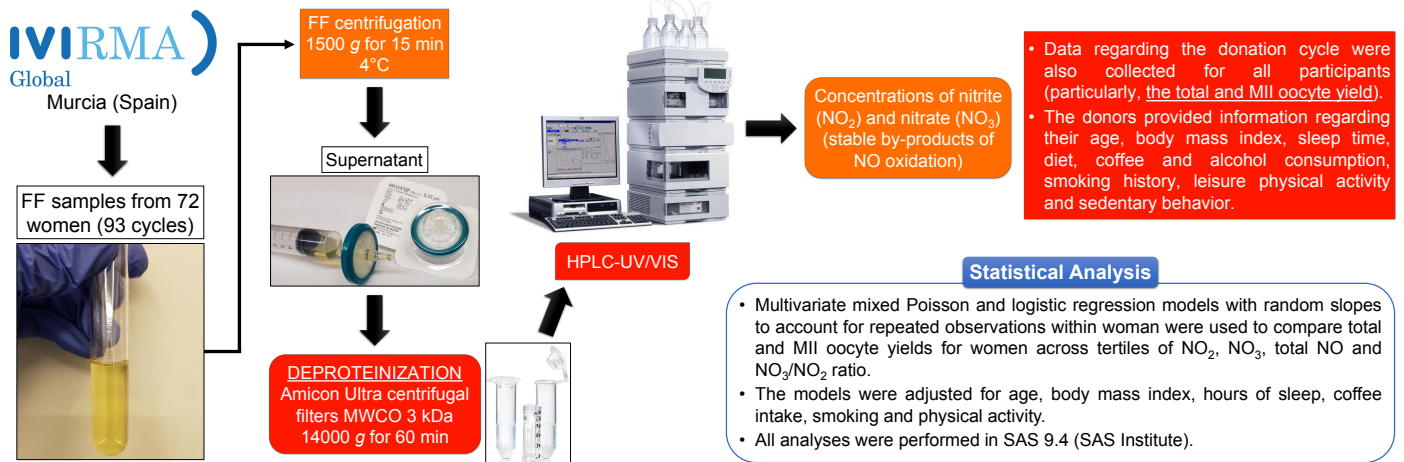 IVIRMA
Global
Murcia (Spain)
FF samples from 72
women (93 cycles)
FF centrifugation
1500 g for 15 min
4°C
Supernatant
DEPROTEINIZATION
Amicon Ultra centrifugal
filters MWCO 3 kDa
14000 g for 60 min
HPLC-UV/VIS
Concentrations of nitrite
(NO2) and nitrate (NO3)
(stable by-products of
NO oxidation)
• Data regarding the donation cycle were
also collected for all participants
(particularly, the total and MII oocyte yield).
• The donors provided information regarding
their age, body mass index, sleep time,
diet, coffee and alcohol consumption,
smoking history, leisure physical activity
and sedentary behavior.
Statistical Analysis
• Multivariate mixed Poisson and logistic regression models with random slopes
to account for repeated observations within woman were used to compare total
and MII oocyte yields for women across tertiles of NO2, NO3, total NO and
NO3/NO2 ratio.
• The models were adjusted for age, body mass index, hours of sleep, coffee
intake, smoking and physical activity.
• All analyses were performed in SAS 9.4 (SAS Institute).